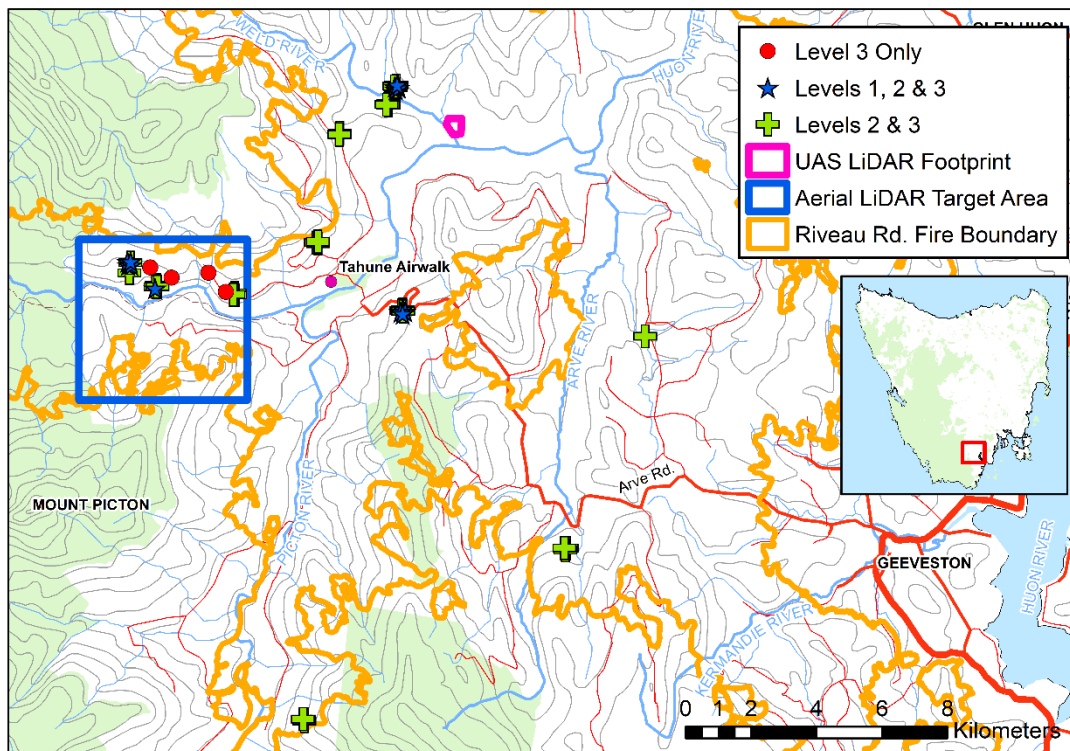 WELD RIVER
HUON RIVER
GLEN HUON
Level 3 Only
Levels 1, 2 & 3
Levels 2 & 3
UAS LiDAR Footprint
Aerial LiDAR Target Area
Riveau Rd. Fire Boundary
Tahune Airwalk
ARVE RIVER
Arve Rd.
MOUNT PICTON
PICTON RIVER
GEEVESTON
HUON RIVER
KERMANDIE RIVER
0 1 2 4 6 8
Kilometers